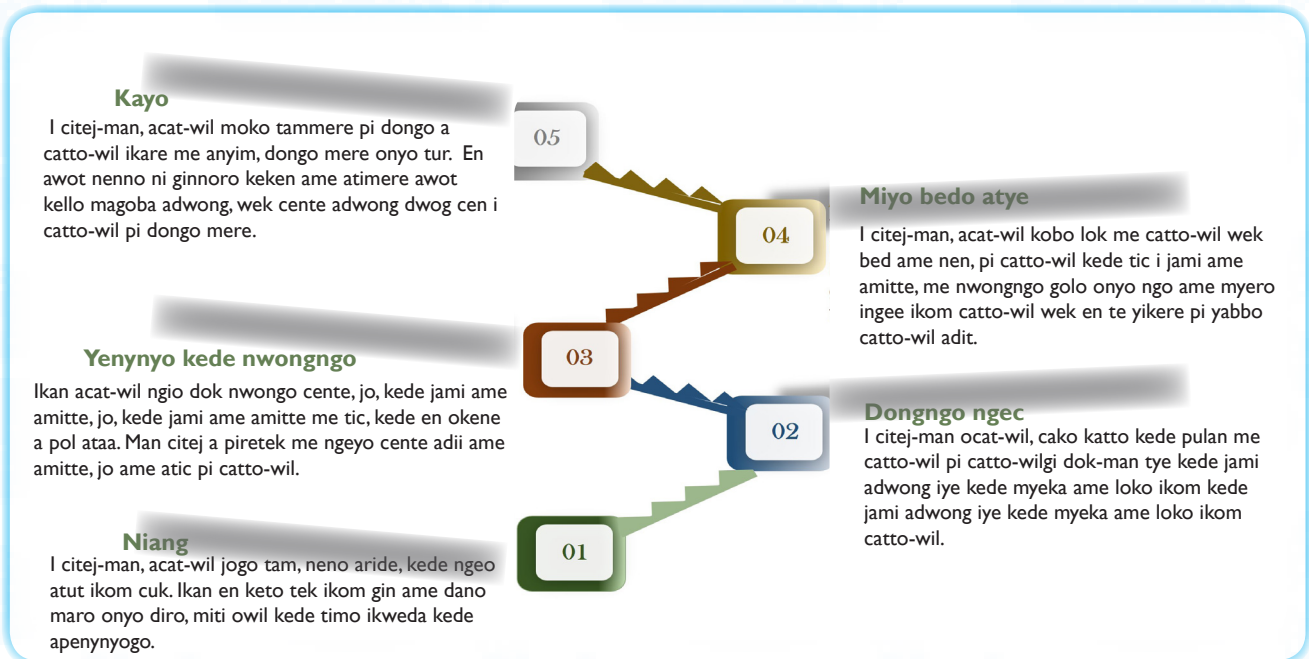 Kayo
I citej-man, acat-wil moko tammere pi dongo a
catto-wil ikare me anyim, dongo mere onyo tur. En
awot nenno ni ginnoro keken ame atimere awot
kello magoba adwong, wek cente adwong dwog cen i
catto-wil pi dongo mere.
05
Miyo bedo atye
I citej-man, acat-wil kobo lok me catto-wil wek
bed ame nen, pi catto-wil kede tic i jami ame
amitte, me nwongngo golo onyo ngo ame myero
ingee ikom catto-wil wek en te yikere pi yabbo
catto-wil adit.
04
Yenynyo kede nwongngo
Ikan acat-wil ngio dok nwongo cente, jo, kede jami ame
amitte, jo, kede jami ame amitte me tic, kede en okene
a pol ataa. Man citej a piretek me ngeyo cente adii ame
amitte, jo ame atic pi catto-wil.
03
Dongngo ngec
I citej-man ocat-wil, cako katto kede pulan me
catto-wil pi catto-wilgi dok-man tye kede jami
adwong iye kede myeka ame loko ikom kede
jami adwong iye kede myeka ame loko ikom
catto-wil.
02
Niang
I citej-man, acat-wil jogo tam, neno aride, kede ngeo
atut ikom cuk. Ikan en keto tek ikom gin ame dano
maro onyo diro, miti owil kede timo ikweda kede
apenynyogo.
01